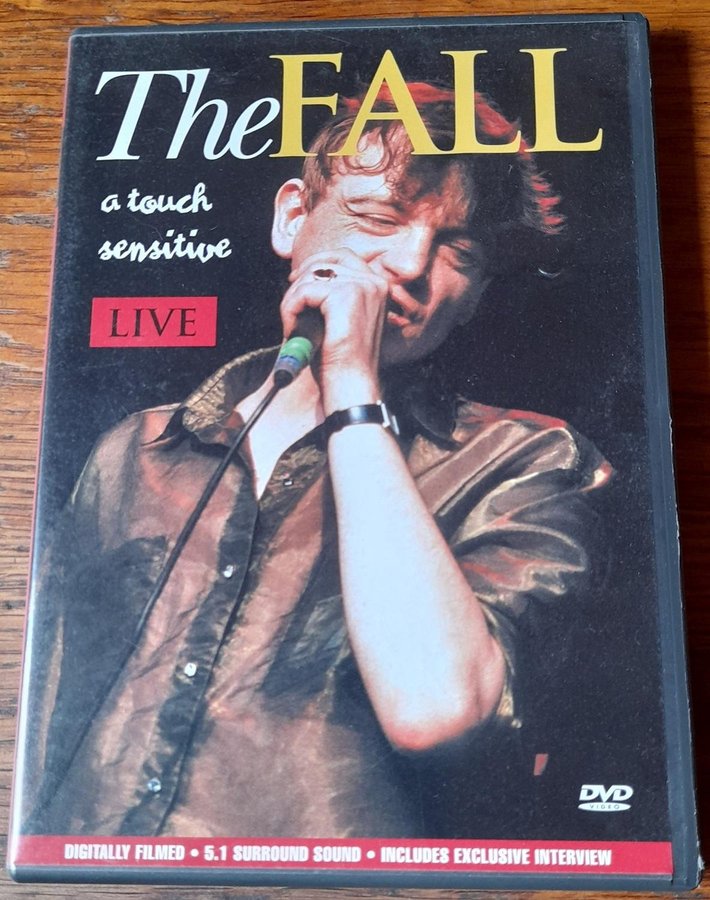 The FALL
a touch
sensitive
LIVE
DVD
VIDEO
DIGITALLY FILMED • 5.1 SURROUND SOUND • INCLUDES EXCLUSIVE INTERVIEW